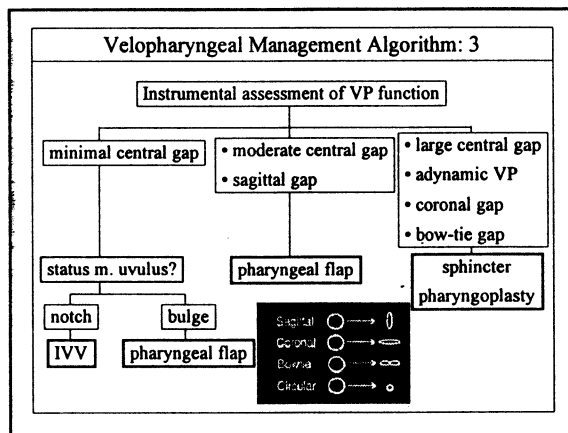 Velopharyngeal Management Algorithm: 3
Instrumental assessment of VP function
minimal central gap
• moderate central gap
• sagittal gap
• large central gap
• adynamic VP
• coronal gap
• bow-tie gap
status m. uvulus?
pharyngeal flap
sphincter
pharyngoplasty
notch
bulge
IVV
pharyngeal flap
Sagittal
Coronal
Bowtie
Circular